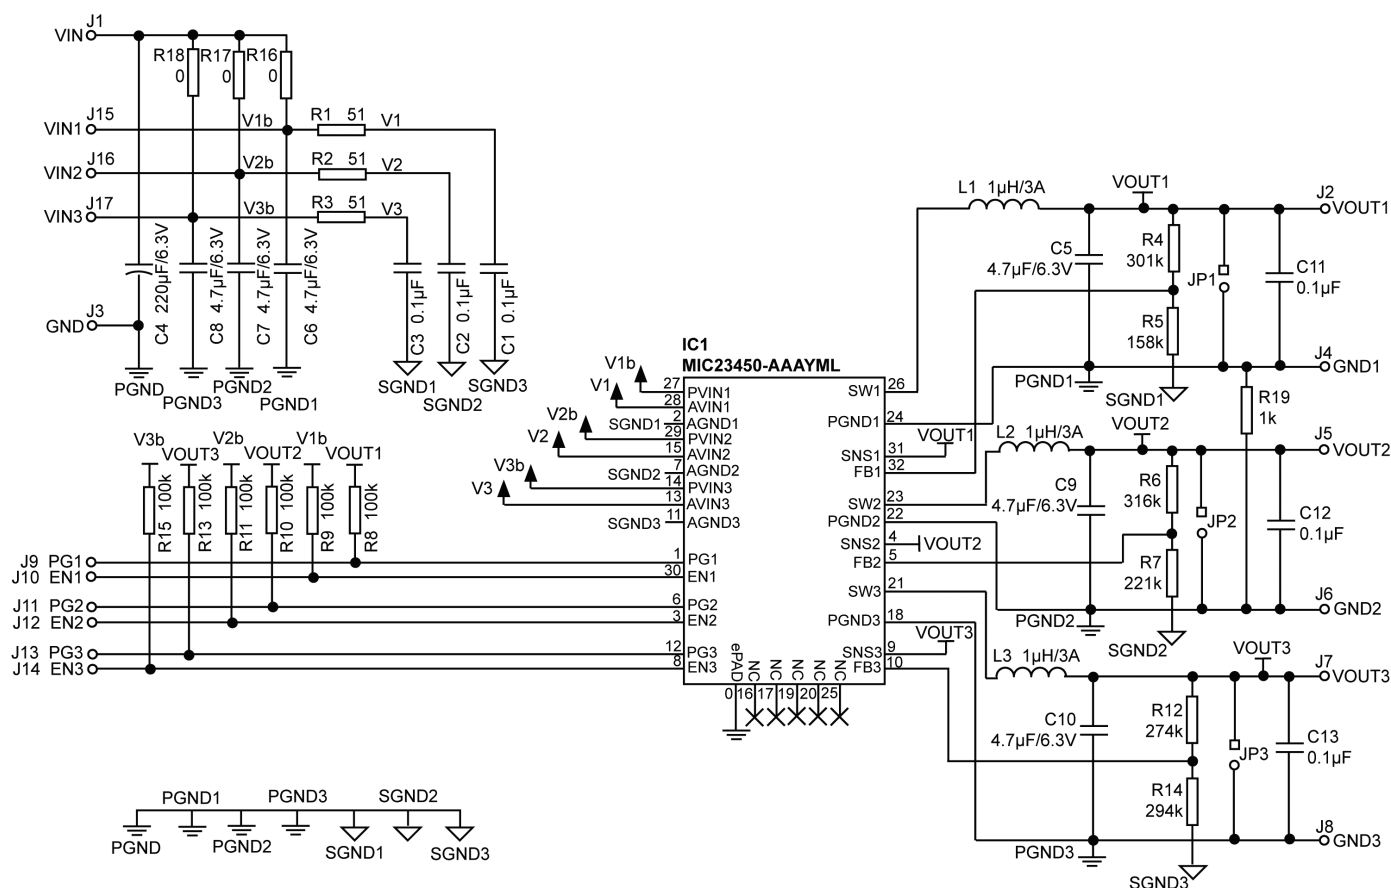 J1
VIN
R18
0
R17
0
R16
0
J15
VIN1
V1b
R1 51
V1
J16
VIN2
V2b
R2 51
V2
J17
VIN3
V3b
R3 51
V3
C4 220µF/6.3V
C8 4.7µF/6.3V
C7 4.7µF/6.3V
C6 4.7µF/6.3V
C3 0.1µF
C2 0.1µF
C1 0.1µF
J3
GND
PGND
PGND3
PGND2
PGND1
SGND1
SGND2
SGND3
V3b
VOUT3
V2b
VOUT2
V1b
VOUT1
R15 100k
R13 100k
R11 100k
R10 100k
R9 100k
R8 100k
J9 PG1
J10 EN1
J11 PG2
J12 EN2
J13 PG3
J14 EN3
IC1
MIC23450-AAAYML
V1b
27
PVIN1
V1
28
AVIN1
SGND1
2
AGND1
V2b
29
PVIN2
V2
15
AVIN2
SGND2
7
AGND2
V3b
14
PVIN3
V3
13
AVIN3
SGND3
11
AGND3
1
PG1
30
EN1
6
PG2
3
EN2
12
PG3
8
EN3
ePAD
NC
NC
NC
NC
NC
0
16
17
19
20
25
SW1
26
PGND1
24
SNS1
31
VOUT1
FB1
32
SW2
23
PGND2
22
SNS2
4
VOUT2
FB2
5
SW3
21
PGND3
18
SNS3
9
VOUT3
FB3
10
L1 1µH/3A
VOUT1
J2
VOUT1
C5
4.7µF/6.3V
R4
301k
R5
158k
JP1
C11
0.1µF
PGND1
SGND1
J4
GND1
R19
1k
L2 1µH/3A
VOUT2
J5
VOUT2
C9
4.7µF/6.3V
R6
316k
R7
221k
JP2
C12
0.1µF
PGND2
SGND2
J6
GND2
L3 1µH/3A
VOUT3
J7
VOUT3
C10
4.7µF/6.3V
R12
274k
R14
294k
JP3
C13
0.1µF
PGND3
SGND3
J8
GND3
PGND1
PGND3
SGND2
PGND
PGND2
SGND1
SGND3